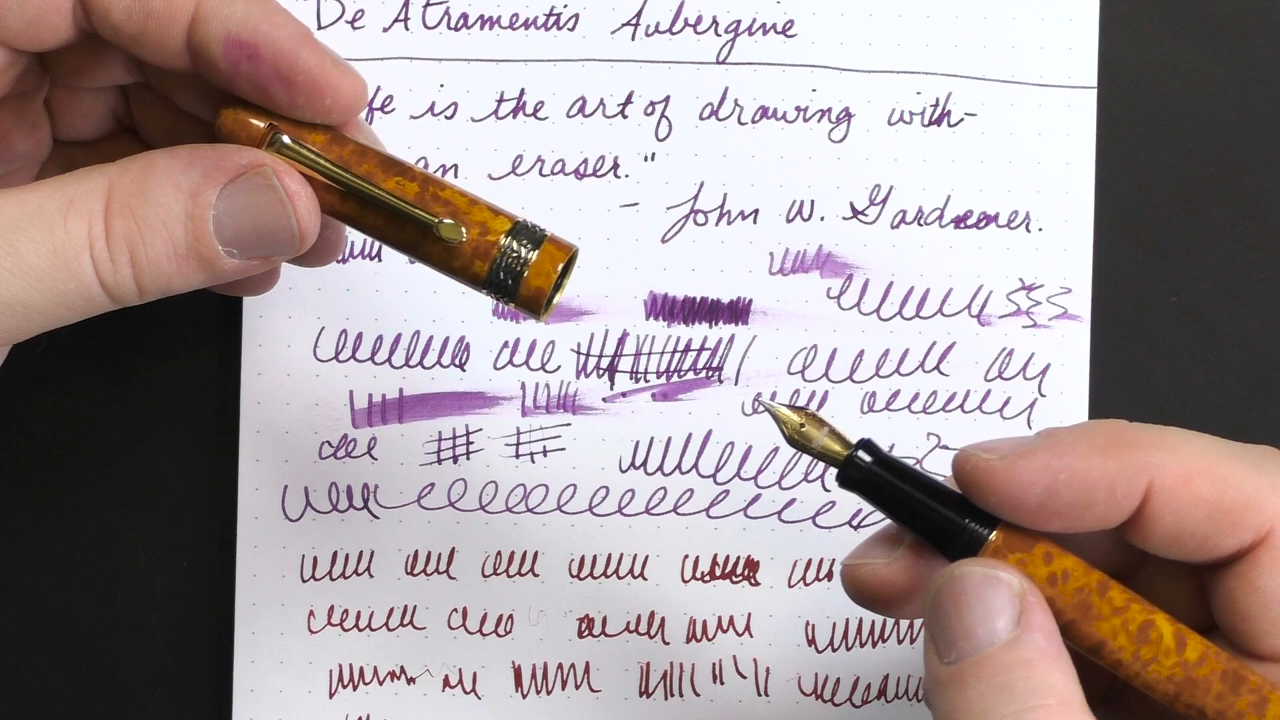 De Atramentis Aubergine
fe is the art of drawing with-
an eraser."
- John W. Gardener.